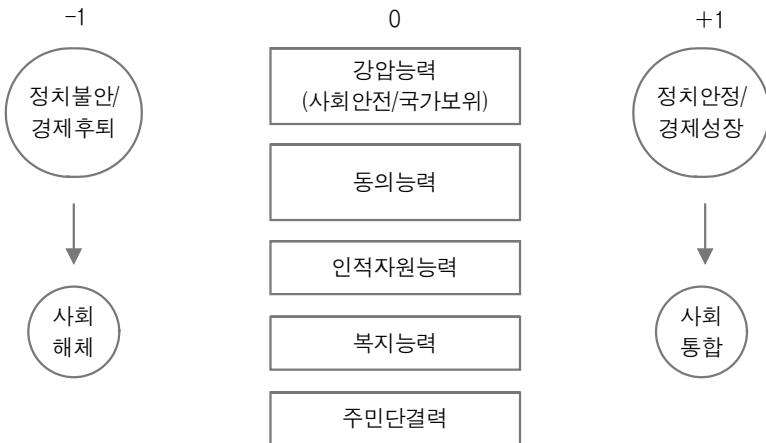 -1
0
+1
정치불안/
경제후퇴
강압능력
(사회안전/국가보위)
정치안정/
경제성장
동의능력
인적자원능력
사회
해체
복지능력
사회
통합
주민단결력